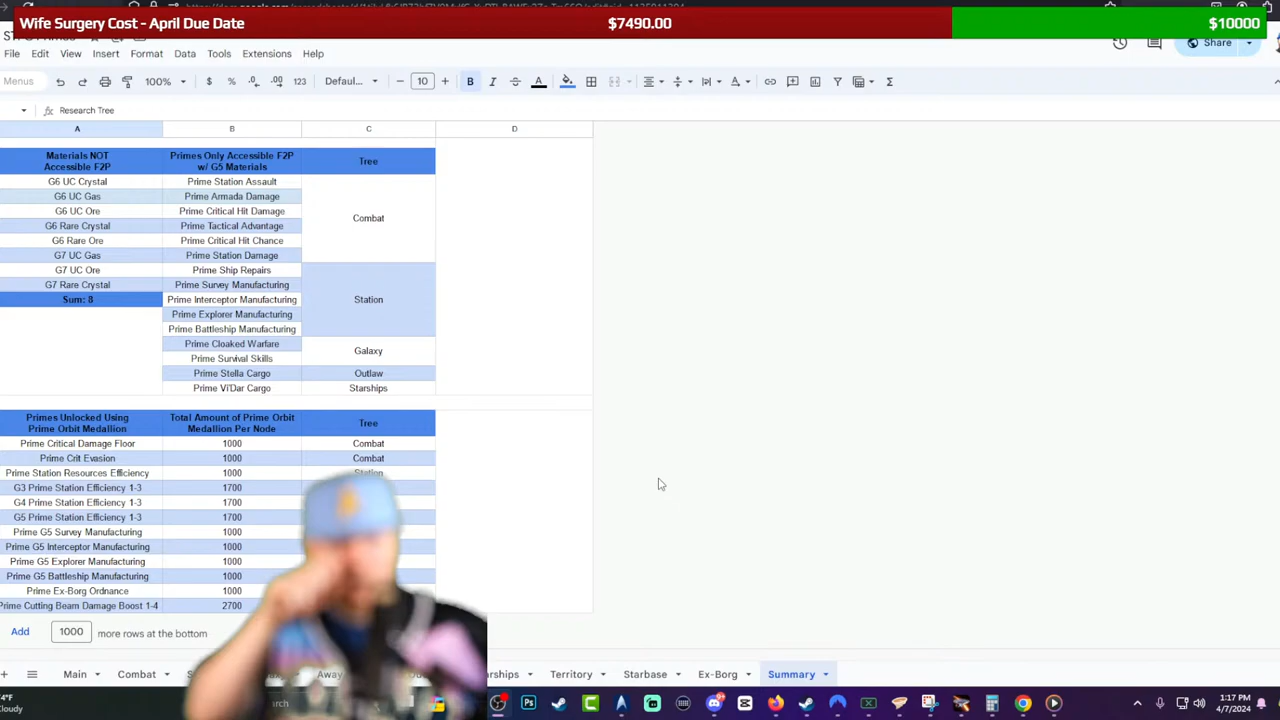 Wife Surgery Cost - April Due Date $7490.00 $10000
File Edit View Insert Format Data Tools Extensions Help Share
Menus 100% $ % .0 .00 123 Defaul... 10 B I A
Research Tree
A B C D
Materials NOT Accessible F2P
Primes Only Accessible F2P w/ G5 Materials
Tree
G6 UC Crystal Prime Station Assault
G6 UC Gas Prime Armada Damage
G6 UC Ore Prime Critical Hit Damage Combat
G6 Rare Crystal Prime Tactical Advantage
G6 Rare Ore Prime Critical Hit Chance
G7 UC Gas Prime Station Damage
G7 UC Ore Prime Ship Repairs
G7 Rare Crystal Prime Survey Manufacturing
Sum: 8 Prime Interceptor Manufacturing Station
Prime Explorer Manufacturing
Prime Battleship Manufacturing
Prime Cloaked Warfare Galaxy
Prime Survival Skills
Prime Stella Cargo Outlaw
Prime Vi'Dar Cargo Starships
Primes Unlocked Using Prime Orbit Medallion
Total Amount of Prime Orbit Medallion Per Node
Tree
Prime Critical Damage Floor 1000 Combat
Prime Crit Evasion 1000 Combat
Prime Station Resources Efficiency 1000 Station
G3 Prime Station Efficiency 1-3 1700
G4 Prime Station Efficiency 1-3 1700
G5 Prime Station Efficiency 1-3 1700
Prime G5 Survey Manufacturing 1000
Prime G5 Interceptor Manufacturing 1000
Prime G5 Explorer Manufacturing 1000
Prime G5 Battleship Manufacturing 1000
Prime Ex-Borg Ordnance 1000
Prime Cutting Beam Damage Boost 1-4 2700
Add 1000 more rows at the bottom
Main Combat Away Territory Starbase Ex-Borg Summary
Cloudy
1:17 PM
4/7/2024